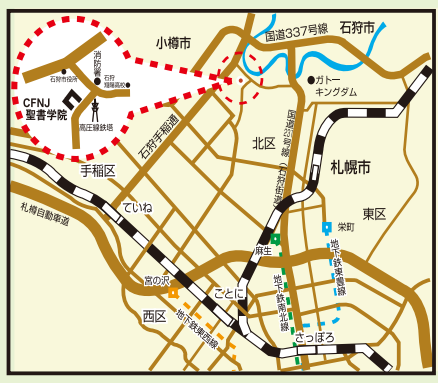 小樽市
国道337号線
石狩市
消防署
石狩市役所
石狩
翔陽高校
CFNJ
聖書学院
高圧線鉄塔
ガトー
キングダム
石狩手稲通
北区
国道231号線(石狩街道)
札幌市
手稲区
ていね
東区
札樽自動車道
栄町
麻生
地下鉄東豊線
宮の沢
ことに
地下鉄南北線
西区
地下鉄東西線
さっぽろ